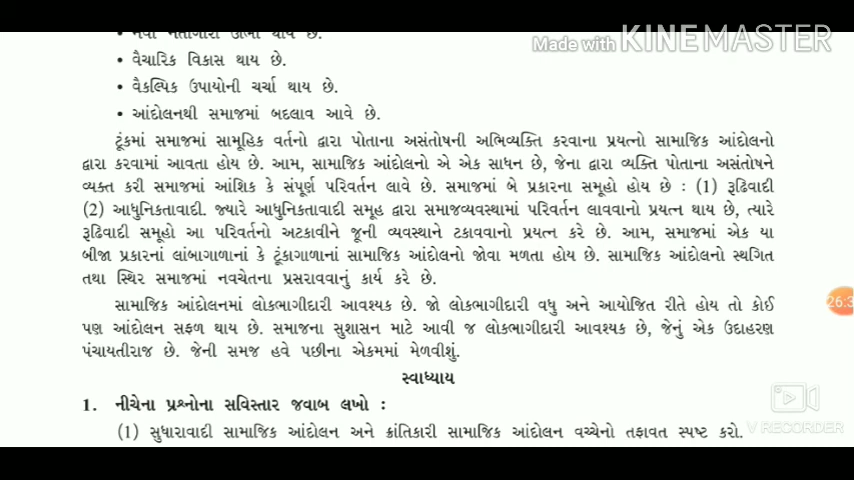 Made with KINEMASTER
• વૈચારિક વિકાસ થાય છે.
• વૈકલ્પિક ઉપાયોની ચર્ચા થાય છે.
• આંદોલનથી સમાજમાં બદલાવ આવે છે.
ટૂંકમાં સમાજમાં સામૂહિક વર્તનો દ્વારા પોતાના અસંતોષની અભિવ્યક્તિ કરવાના પ્રયત્નો સામાજિક આંદોલનો
દ્વારા કરવામાં આવતા હોય છે. આમ, સામાજિક આંદોલનો એ એક સાધન છે, જેના દ્વારા વ્યક્તિ પોતાના અસંતોષને
વ્યક્ત કરી સમાજમાં આંશિક કે સંપૂર્ણ પરિવર્તન લાવે છે. સમાજમાં બે પ્રકારના સમૂહો હોય છે : (1) રૂઢિવાદી
(2) આધુનિકતાવાદી. જ્યારે આધુનિકતાવાદી સમૂહ દ્વારા સમાજવ્યવસ્થામાં પરિવર્તન લાવવાનો પ્રયત્ન થાય છે, ત્યારે
રૂઢિવાદી સમૂહો આ પરિવર્તનો અટકાવીને જૂની વ્યવસ્થાને ટકાવવાનો પ્રયત્ન કરે છે. આમ, સમાજમાં એક યા
બીજા પ્રકારનાં લાંબાગાળાનાં કે ટૂંકાગાળાનાં સામાજિક આંદોલનો જોવા મળતા હોય છે. સામાજિક આંદોલનો સ્થગિત
તથા સ્થિર સમાજમાં નવચેતના પ્રસરાવવાનું કાર્ય કરે છે.
સામાજિક આંદોલનમાં લોકભાગીદારી આવશ્યક છે. જો લોકભાગીદારી વધુ અને આયોજિત રીતે હોય તો કોઈ
પણ આંદોલન સફળ થાય છે. સમાજના સુશાસન માટે આવી જ લોકભાગીદારી આવશ્યક છે, જેનું એક ઉદાહરણ
પંચાયતીરાજ છે. જેની સમજ હવે પછીના એકમમાં મેળવીશું.
સ્વાધ્યાય
1. નીચેના પ્રશ્નોના સવિસ્તાર જવાબ લખો :
(1) સુધારાવાદી સામાજિક આંદોલન અને ક્રાંતિકારી સામાજિક આંદોલન વચ્ચેનો તફાવત સ્પષ્ટ કરો.
26:3
V RECORDER